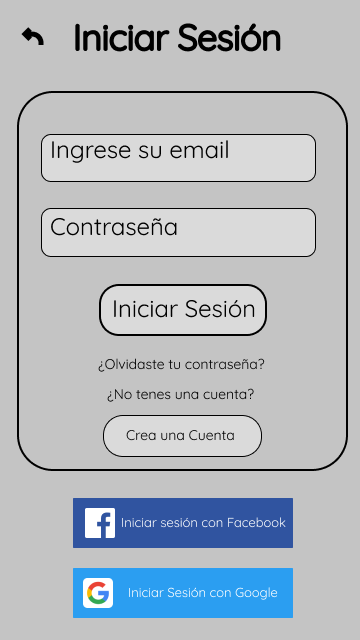 Iniciar Sesión
Ingrese su email
Contraseña
Iniciar Sesión
¿Olvidaste tu contraseña?
¿No tenes una cuenta?
Crea una Cuenta
Iniciar sesión con Facebook
Iniciar Sesión con Google